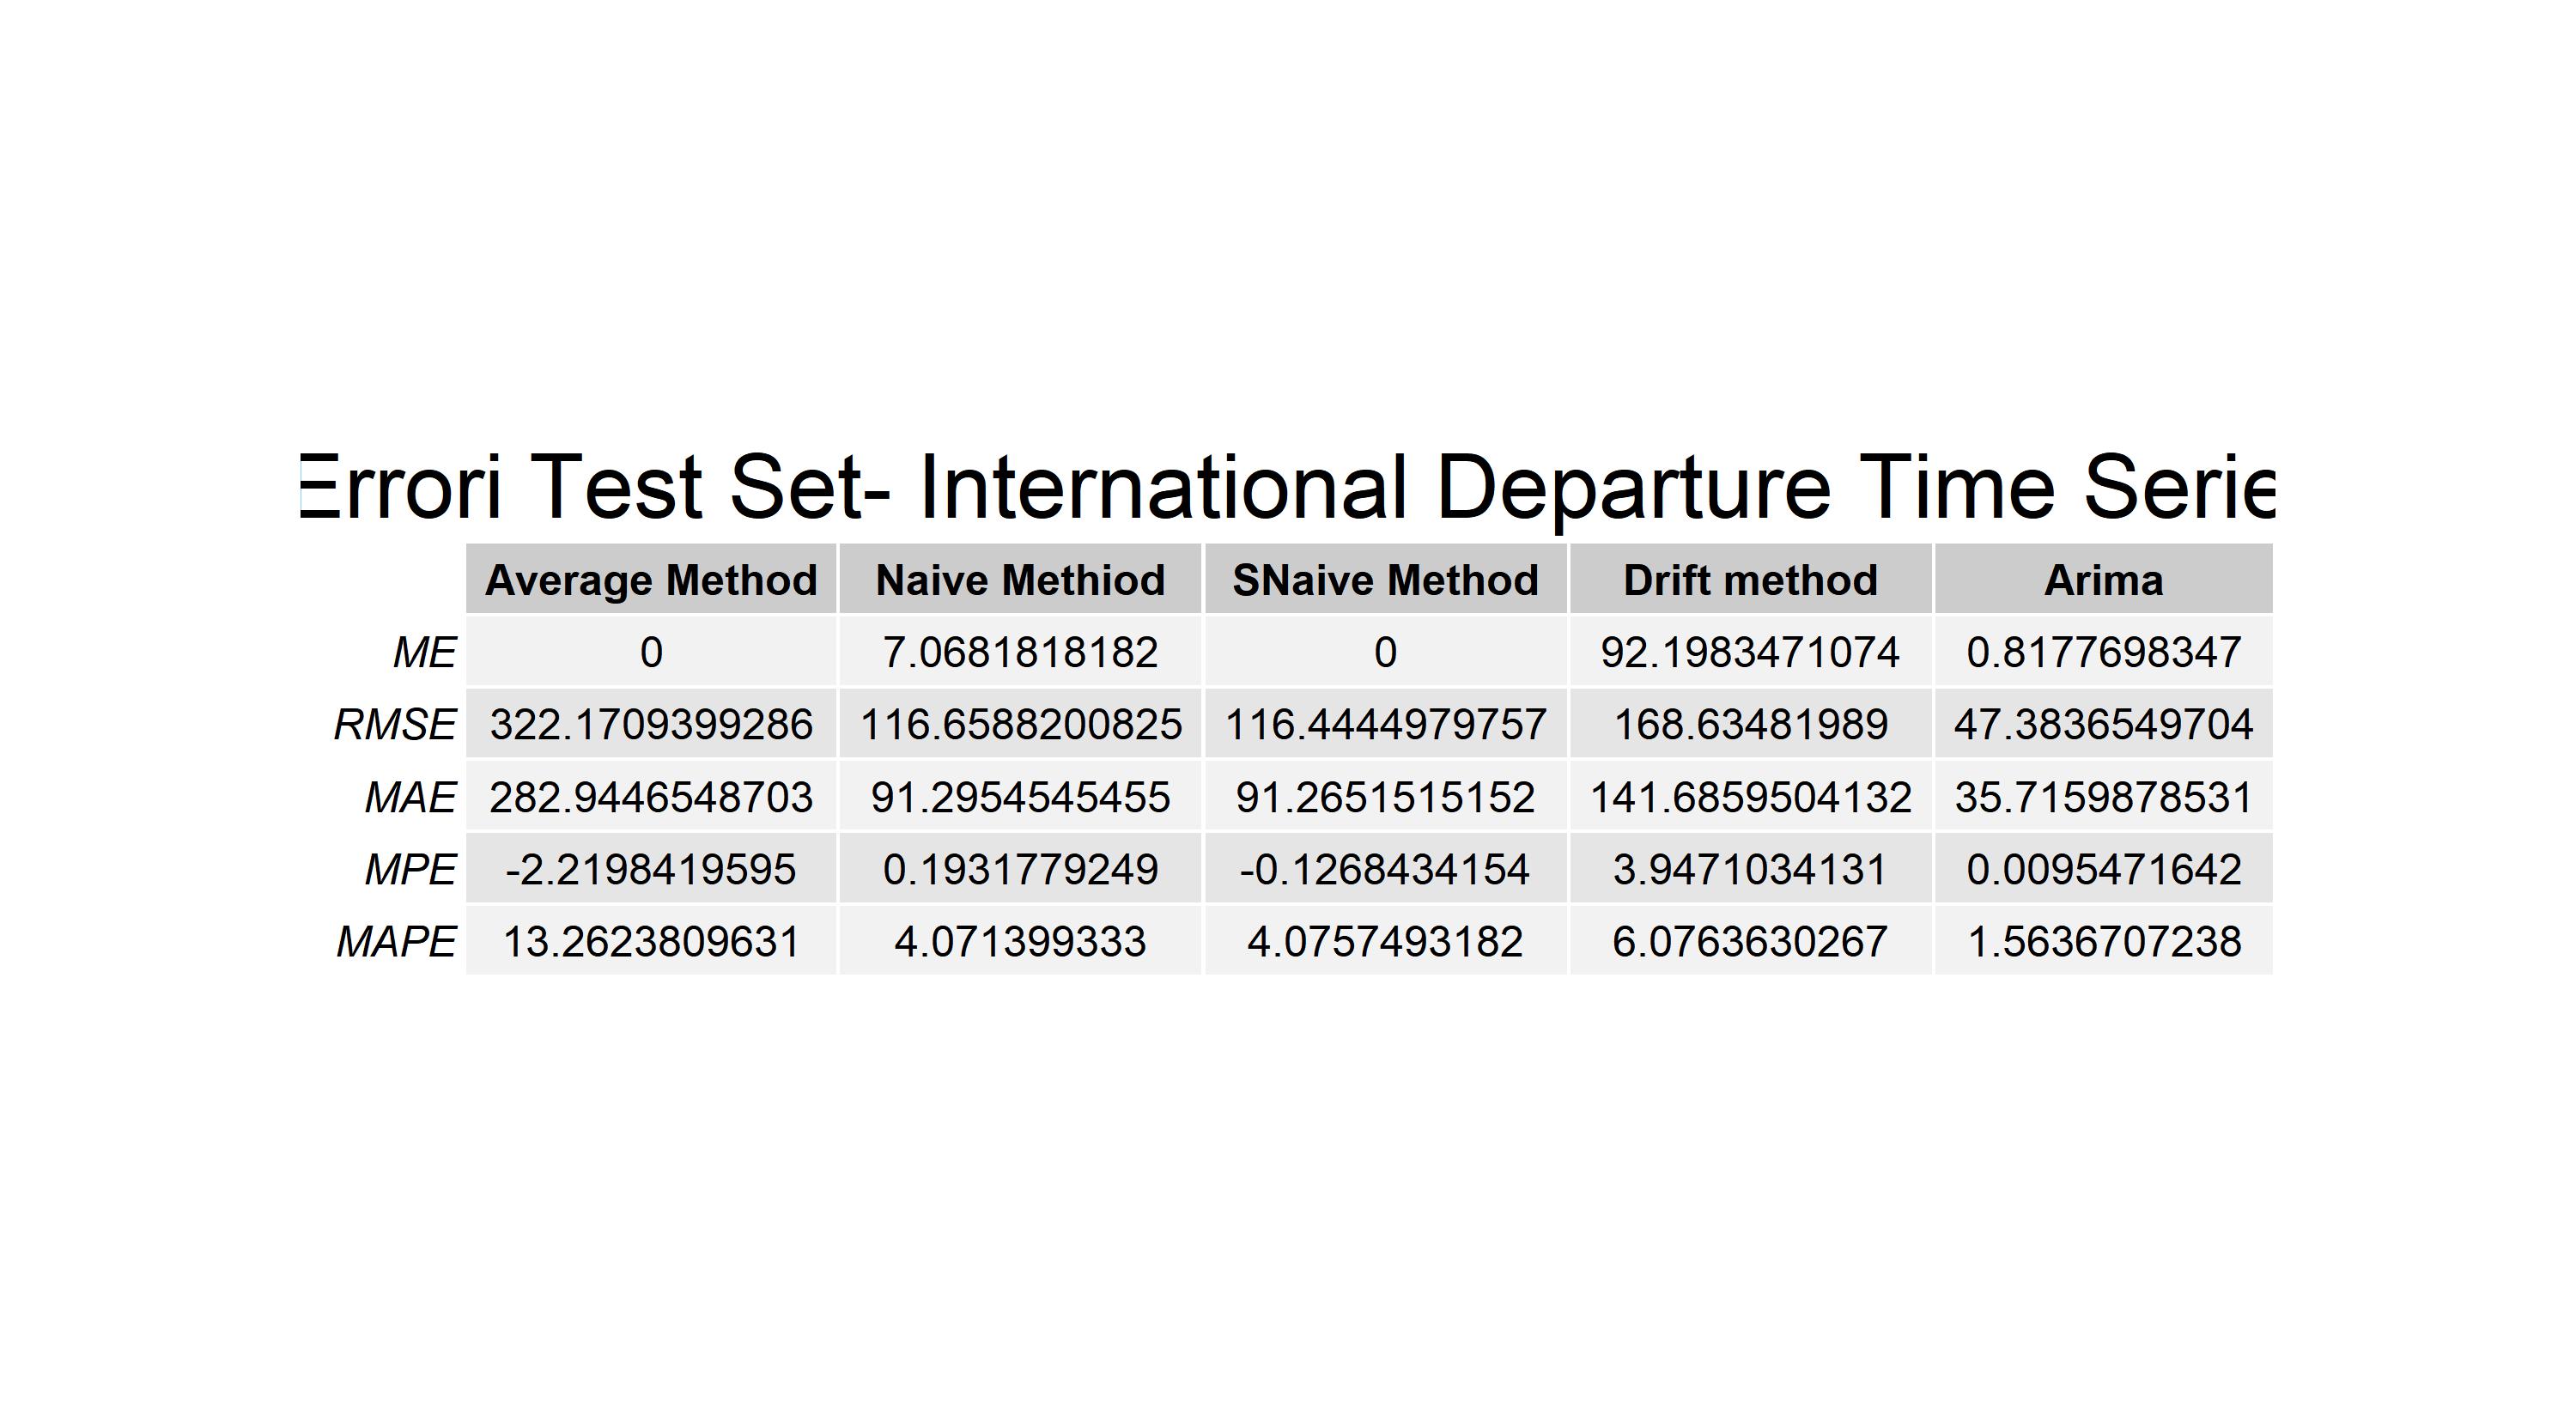 Errori Test Set- International Departure Time Serie
Average Method Naive Methiod SNaive Method Drift method Arima
ME 0 7.0681818182 0 92.1983471074 0.8177698347
RMSE 322.1709399286 116.6588200825 116.4444979757 168.63481989 47.3836549704
MAE 282.9446548703 91.2954545455 91.2651515152 141.6859504132 35.7159878531
MPE -2.2198419595 0.1931779249 -0.1268434154 3.9471034131 0.0095471642
MAPE 13.2623809631 4.071399333 4.0757493182 6.0763630267 1.5636707238